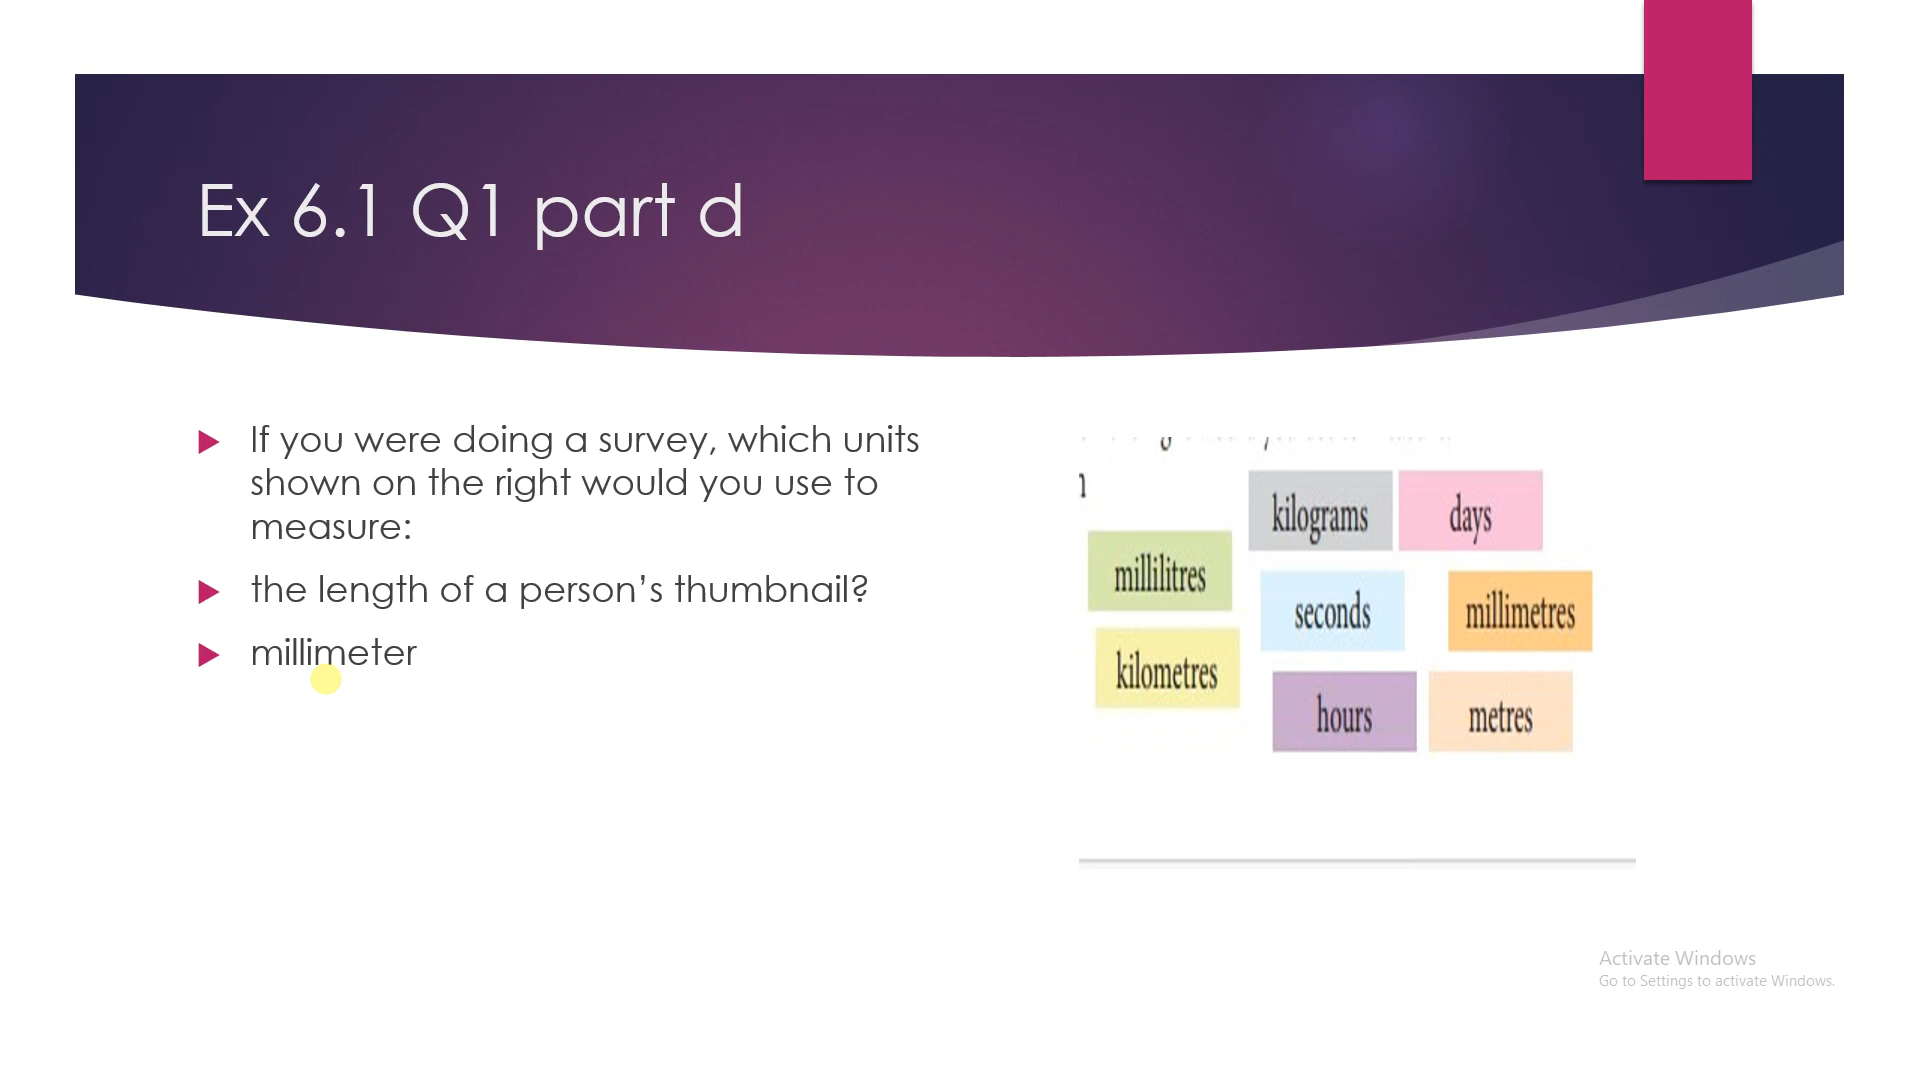 Ex 6.1 Q1 part d
If you were doing a survey, which units
shown on the right would you use to
measure:
the length of a person’s thumbnail?
millimeter
kilograms
days
millilitres
seconds
millimetres
kilometres
hours
metres
Activate Windows
Go to Settings to activate Windows.